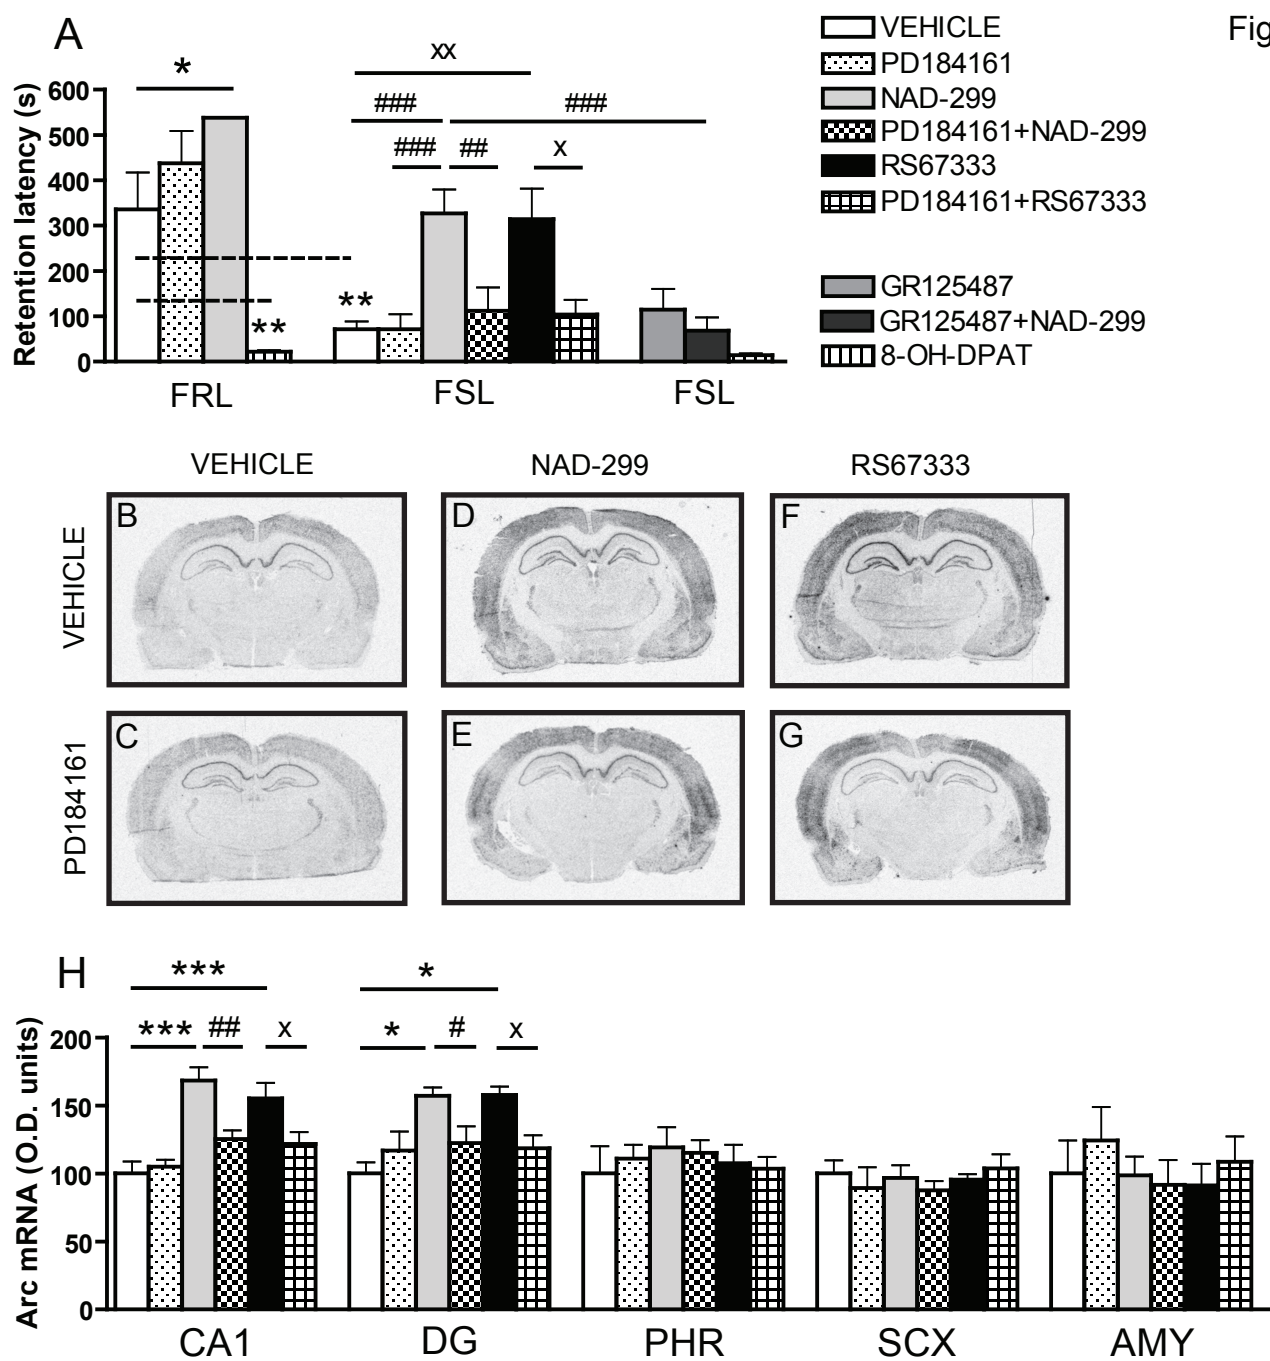 A
Fig
VEHICLE
PD184161
NAD-299
PD184161+NAD-299
RS67333
PD184161+RS67333
GR125487
GR125487+NAD-299
8-OH-DPAT
Retention latency (s)
600
500
400
300
200
100
0
*
xx
###
###
###
##
x
**
**
FRL
FSL
FSL
VEHICLE
NAD-299
RS67333
VEHICLE
B
D
F
PD184161
C
E
G
H
Arc mRNA (O.D. units)
200
150
100
50
0
***
*
***
##
x
*
#
x
CA1
DG
PHR
SCX
AMY